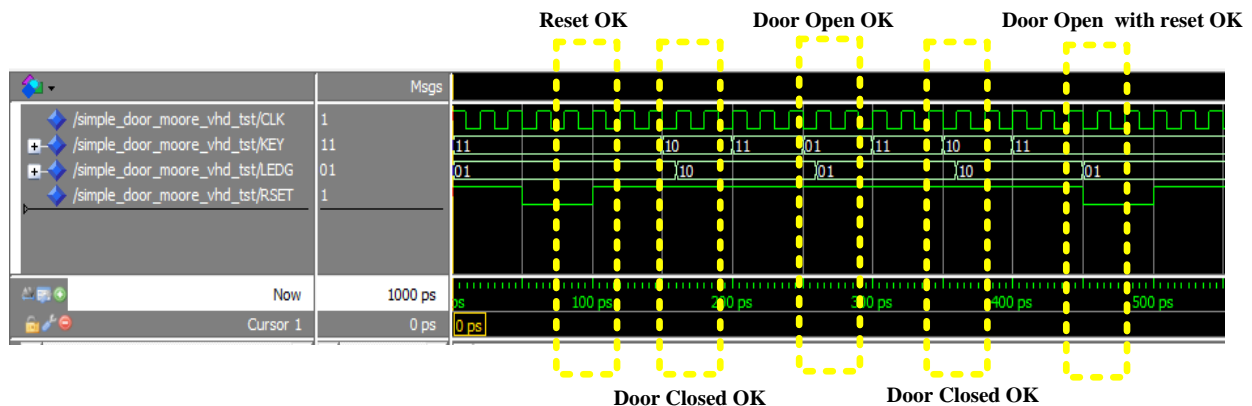 Reset OK Door Open OK Door Open with reset OK
Msgs
/simple_door_moore_vhd_tst/CLK 1
/simple_door_moore_vhd_tst/KEY 11 11 10 11 01 11 10 11
/simple_door_moore_vhd_tst/LEDG 01 01 10 01 10 01
/simple_door_moore_vhd_tst/RSET 1
Now 1000 ps ps 100 ps 200 ps 300 ps 400 ps 500 ps
Cursor 1 0 ps 0 ps
Door Closed OK Door Closed OK